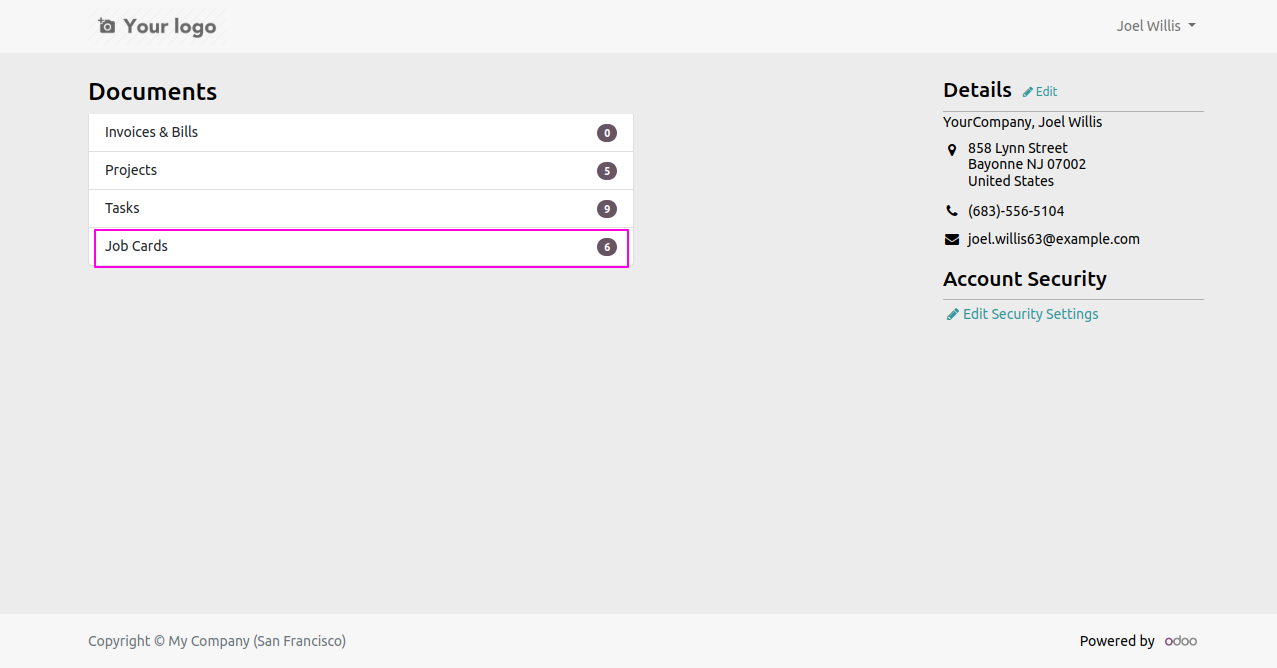 Your logo
Joel Willis
Documents
Invoices & Bills 0
Projects 5
Tasks 9
Job Cards 6
Details Edit
YourCompany, Joel Willis
858 Lynn Street
Bayonne NJ 07002
United States
(683)-556-5104
joel.willis63@example.com
Account Security
Edit Security Settings
Copyright © My Company (San Francisco)
Powered by odoo